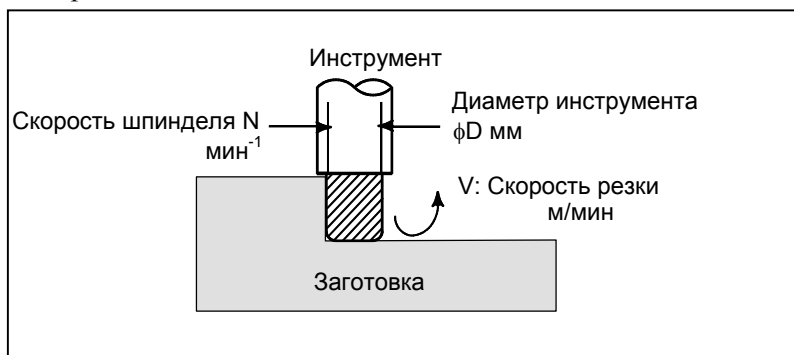 Инструмент
Скорость шпинделя N
мин-1
Диаметр инструмента
ϕD мм
V: Скорость резки
м/мин
Заготовка